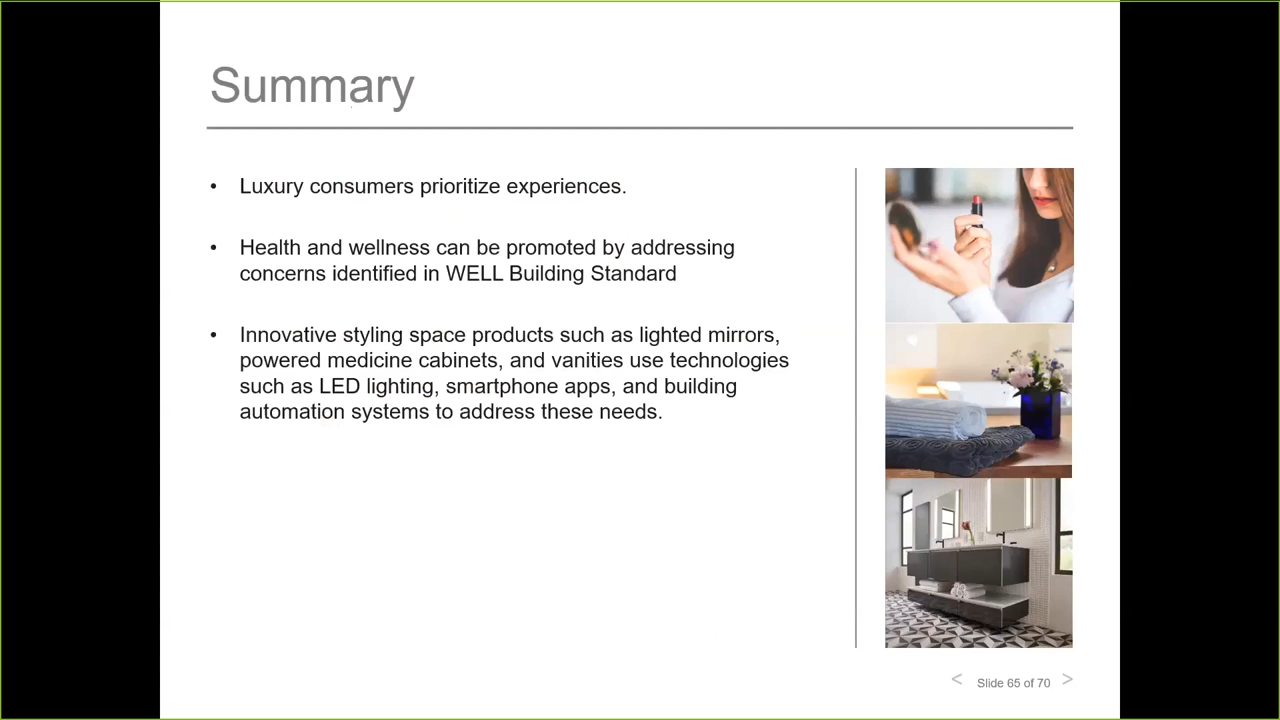 Summary
• Luxury consumers prioritize experiences.
• Health and wellness can be promoted by addressing
concerns identified in WELL Building Standard
• Innovative styling space products such as lighted mirrors,
powered medicine cabinets, and vanities use technologies
such as LED lighting, smartphone apps, and building
automation systems to address these needs.
< Slide 65 of 70 >